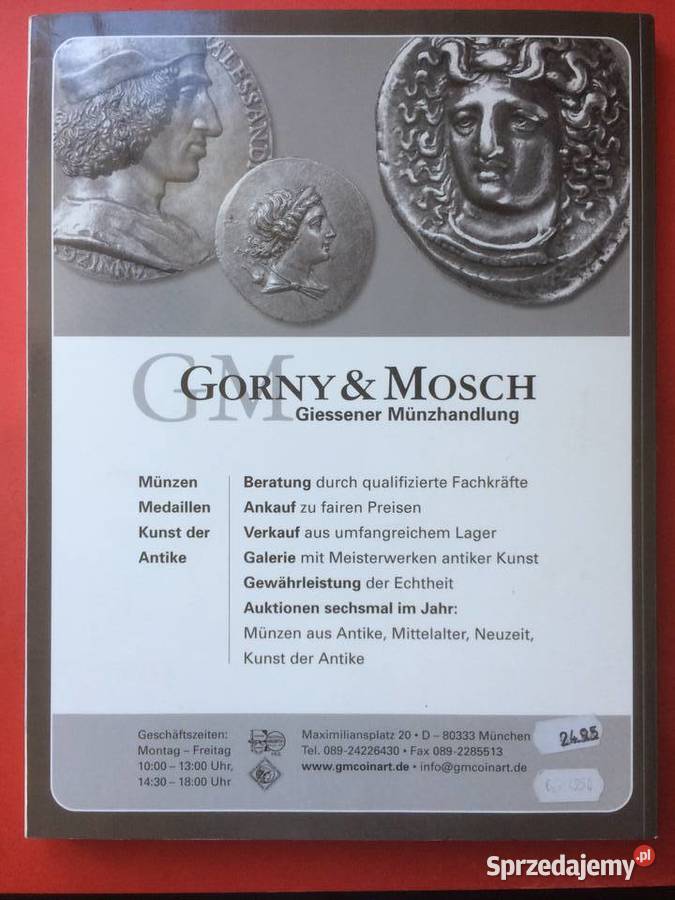 ALESSAND
GM
GORNY & MOSCH
Giessener Münzhandlung
Münzen
Medaillen
Kunst der
Antike
Beratung durch qualifizierte Fachkräfte
Ankauf zu fairen Preisen
Verkauf aus umfangreichem Lager
Galerie mit Meisterwerken antiker Kunst
Gewährleistung der Echtheit
Auktionen sechsmal im Jahr:
Münzen aus Antike, Mittelalter, Neuzeit,
Kunst der Antike
Geschäftszeiten:
Montag – Freitag
10:00 – 13:00 Uhr,
14:30 – 18:00 Uhr
Maximiliansplatz 20 • D – 80333 München
Tel. 089-24226430 • Fax 089-2285513
www.gmcoinart.de • info@gmcoinart.de
Sprzedajemy.pl